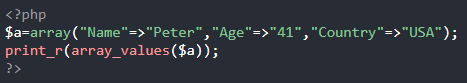 <?php
$a=array("Name"=>"Peter","Age"=>"41","Country"=>"USA");
print_r(array_values($a));
?>